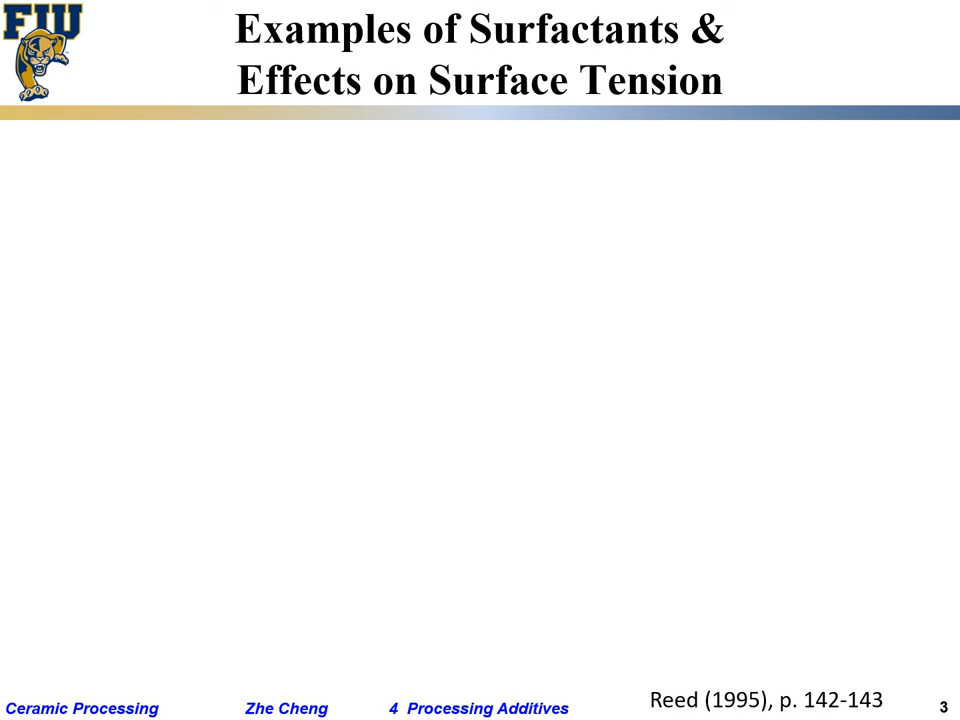 FIU
Examples of Surfactants &
Effects on Surface Tension
Reed (1995), p. 142-143
Ceramic Processing Zhe Cheng 4 Processing Additives 3